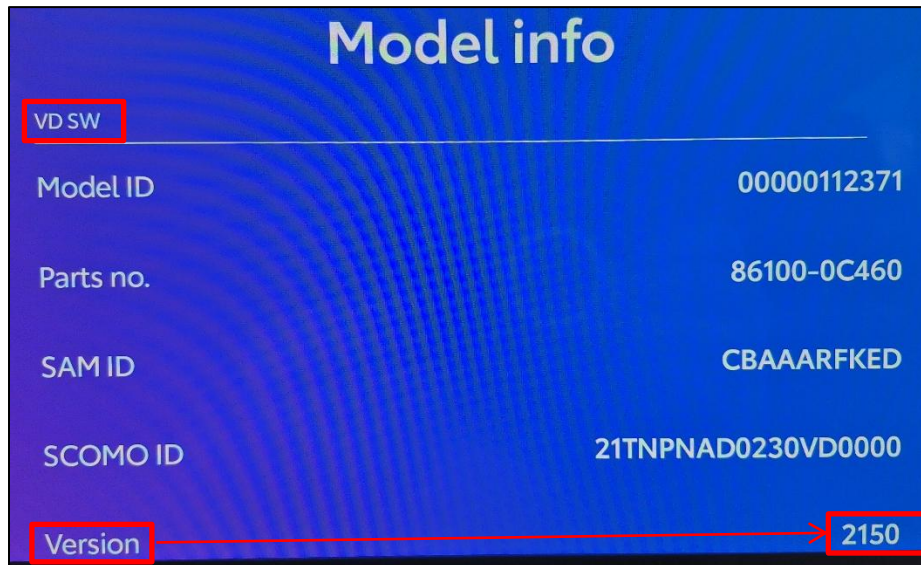 Model info
VD SW
Model ID 00000112371
Parts no. 86100-0C460
SAM ID CBAAARFKED
SCOMO ID 21TNPNAD0230VD0000
Version 2150